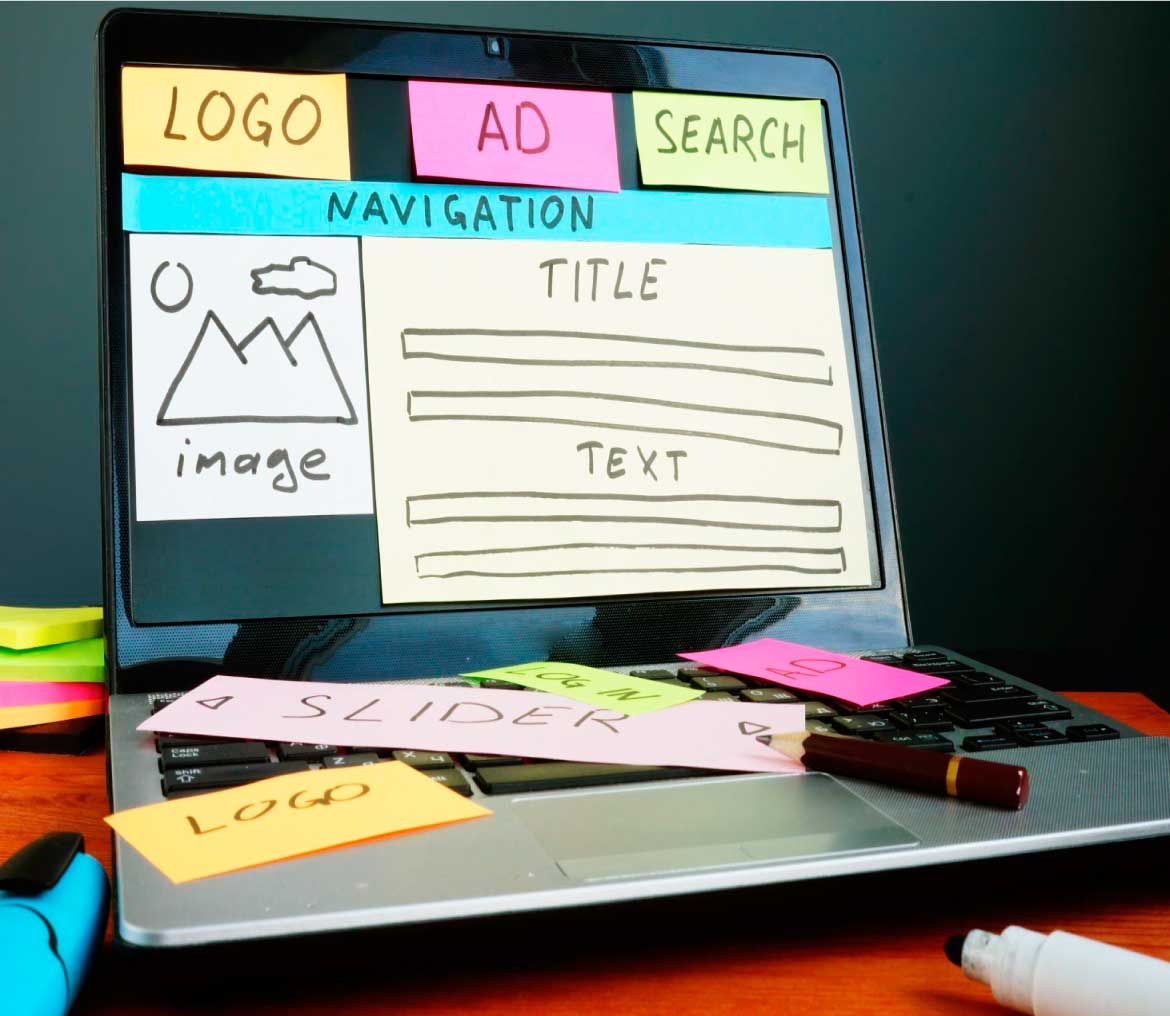 LOGO
AD
SEARCH
NAVIGATION
TITLE
image
TEXT
LOG IN
AD
SLIDER
Caps Lock
Shift
LOGO